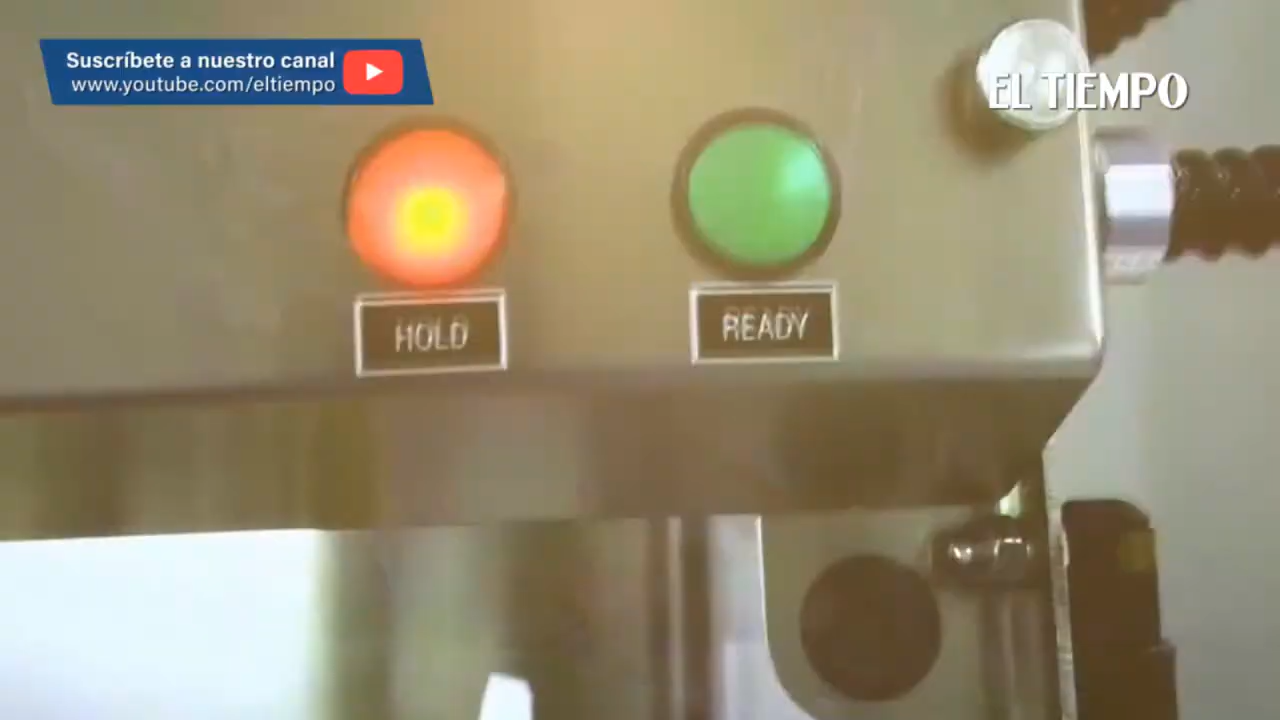 Suscríbete a nuestro canal
www.youtube.com/eltiempo
EL TIEMPO
HOLD
READY